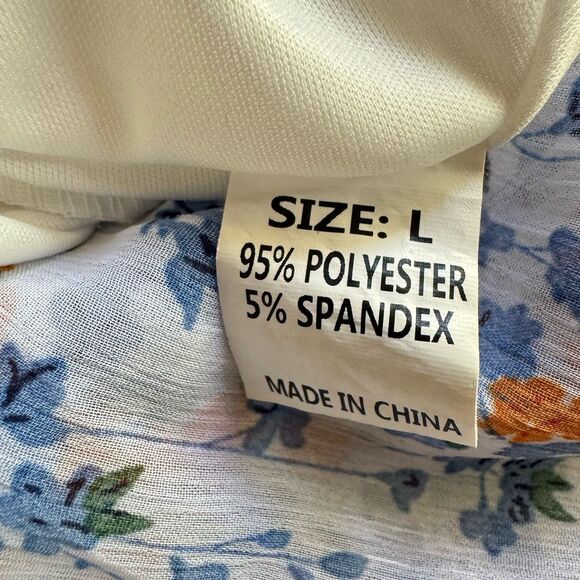 SIZE: L
95% POLYESTER
5% SPANDEX
MADE IN CHINA